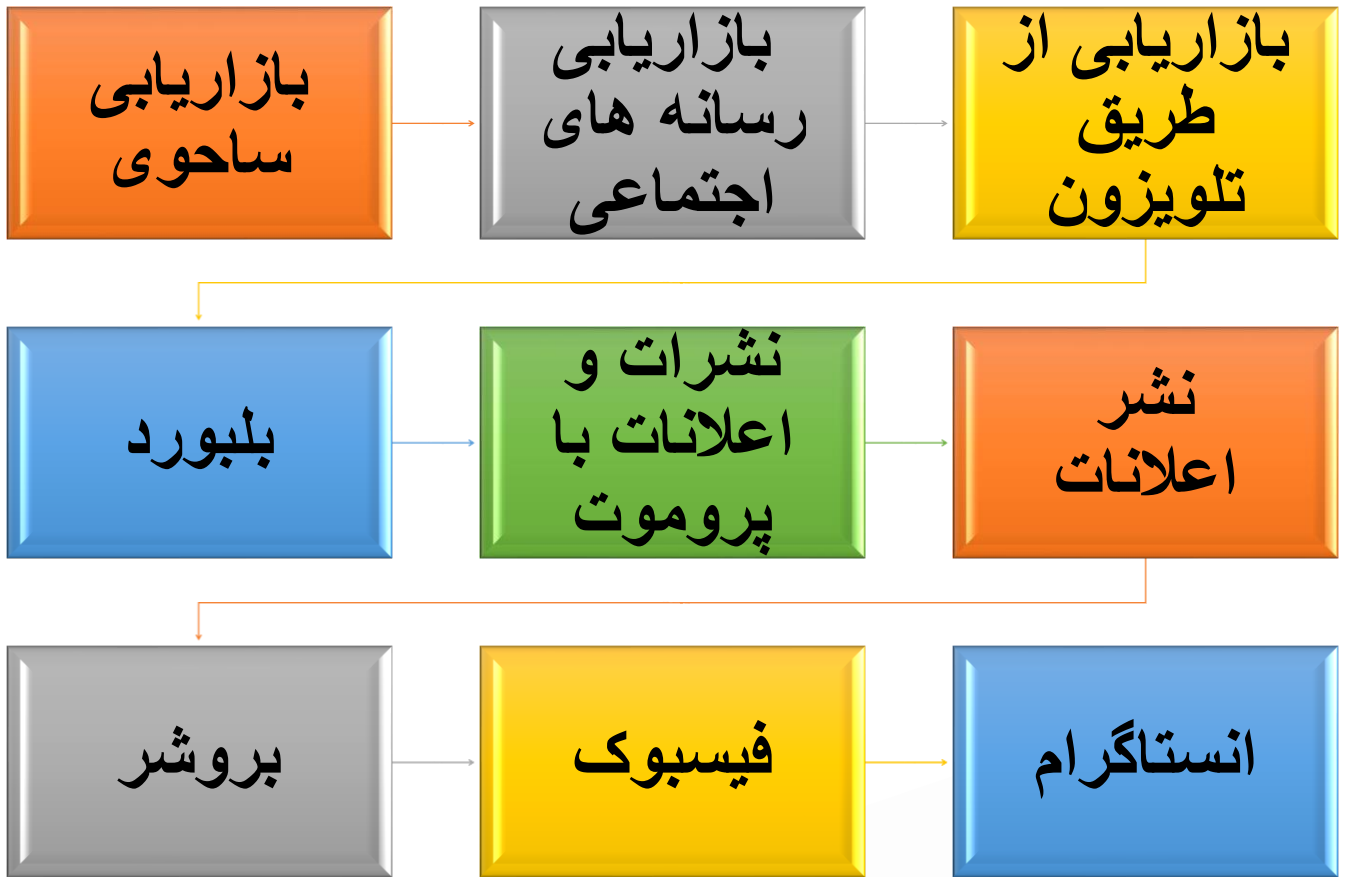 بازاریابی
ساحوی
بازاریابی
رسانه های
اجتماعی
بازاریابی از
طریق
تلویزون
بلبورد
نشرات و
اعلانات با
پروموت
نشر
اعلانات
بروشر
فیسبوک
انستاگرام